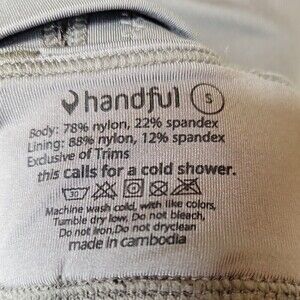 handful S
Body: 78% nylon, 22% spandex
Lining: 88% nylon, 12% spandex
Exclusive of Trims
this calls for a cold shower.
30
Machine wash cold, with like colors,
Tumble dry low, Do not bleach,
Do not iron, Do not dryclean
made in cambodia